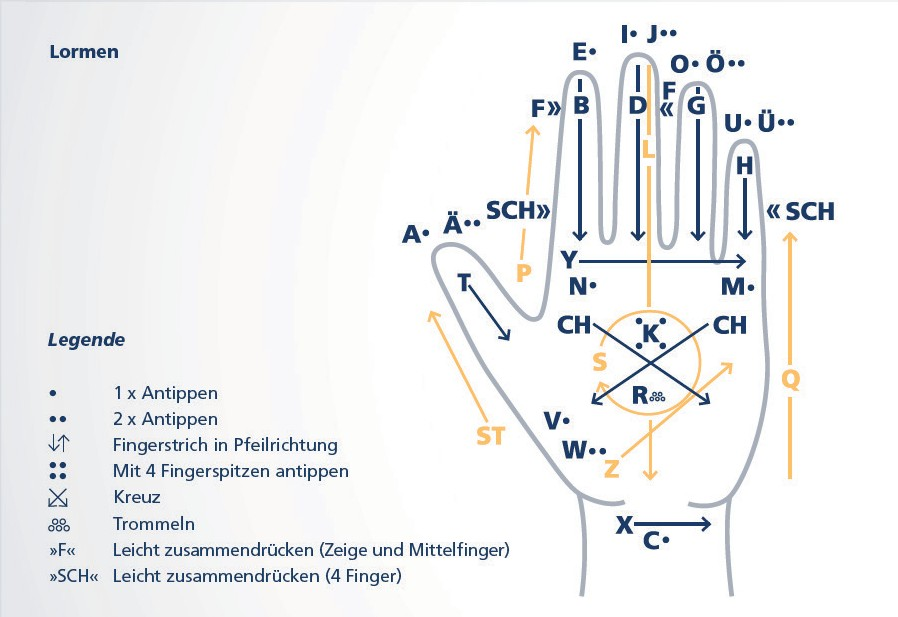 Lormen
I• J••
E•
O• Ö••
F» B D F « G
U• Ü••
L
H
SCH» « SCH
A• Ä••
Y
P
T
N• M•
CH K CH
S
R
Q
V•
ST
W••
Z
X
C•
Legende
• 1 x Antippen
•• 2 x Antippen
Fingerstrich in Pfeilrichtung
Mit 4 Fingerspitzen antippen
Kreuz
Trommeln
»F« Leicht zusammendrücken (Zeige und Mittelfinger)
»SCH« Leicht zusammendrücken (4 Finger)